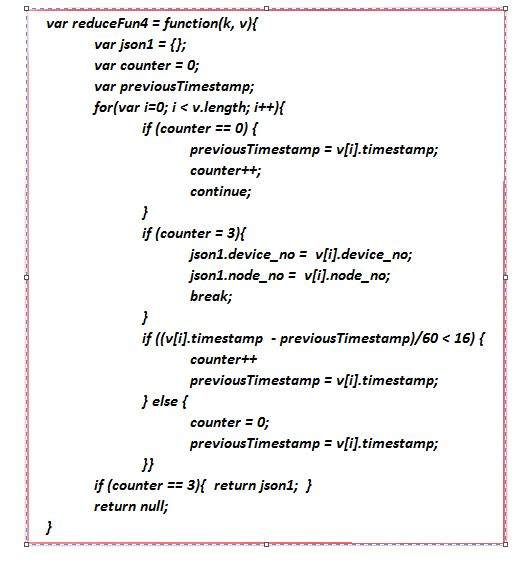 var reduceFun4 = function(k, v){
var json1 = {};
var counter = 0;
var previousTimestamp;
for(var i=0; i < v.length; i++){
if (counter == 0) {
previousTimestamp = v[i].timestamp;
counter++;
continue;
}
if (counter = 3){
json1.device_no =  v[i].device_no;
json1.node_no =  v[i].node_no;
break;
}
if ((v[i].timestamp  - previousTimestamp)/60 < 16) {
counter++
previousTimestamp = v[i].timestamp;
} else {
counter = 0;
previousTimestamp = v[i].timestamp;
}}
if (counter == 3){  return json1;  }
return null;
}